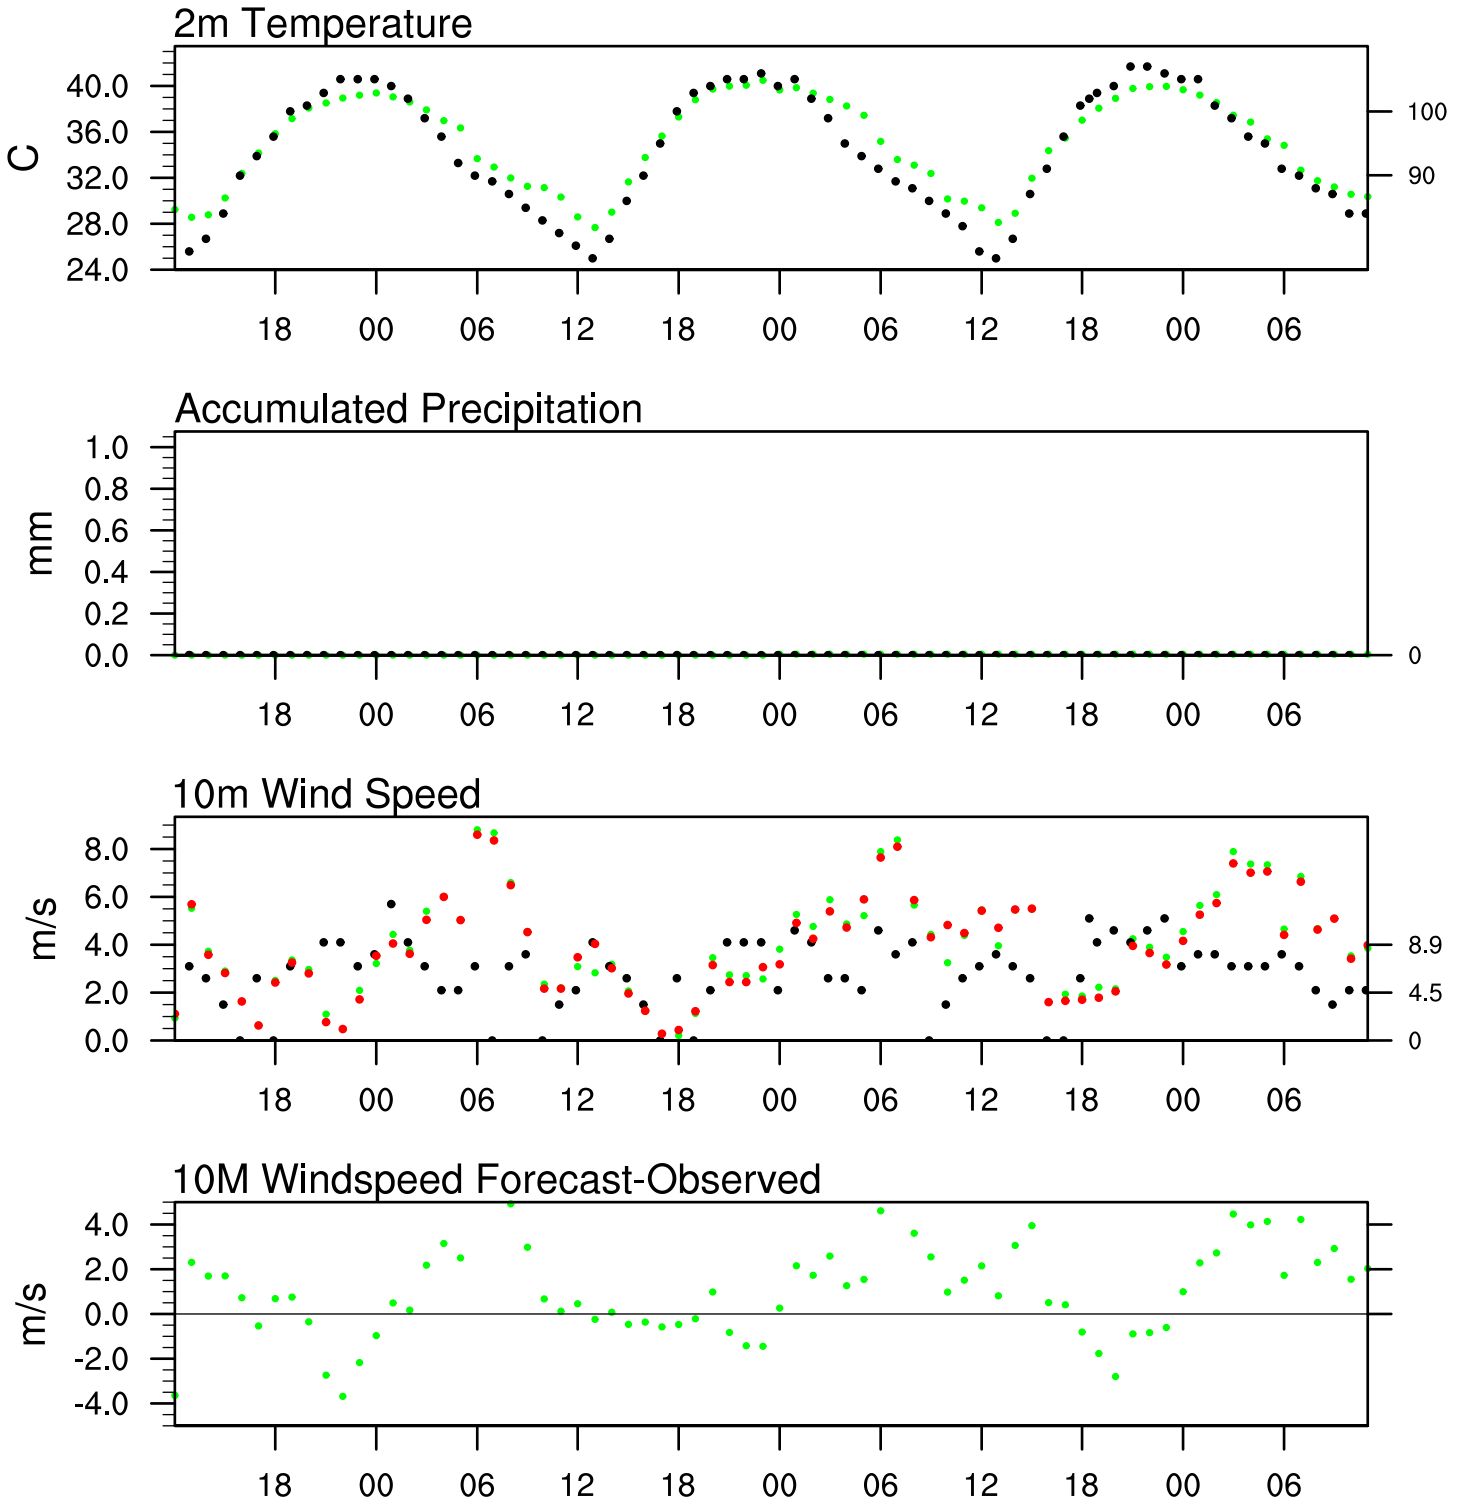 2m Temperature
C
40.0
36.0
32.0
28.0
24.0
100
90
18 00 06 12 18 00 06 12 18 00 06
Accumulated Precipitation
mm
1.0
0.8
0.6
0.4
0.2
0.0
0
18 00 06 12 18 00 06 12 18 00 06
10m Wind Speed
m/s
8.0
6.0
4.0
2.0
0.0
8.9
4.5
0
18 00 06 12 18 00 06 12 18 00 06
10M Windspeed Forecast-Observed
m/s
4.0
2.0
0.0
-2.0
-4.0
18 00 06 12 18 00 06 12 18 00 06